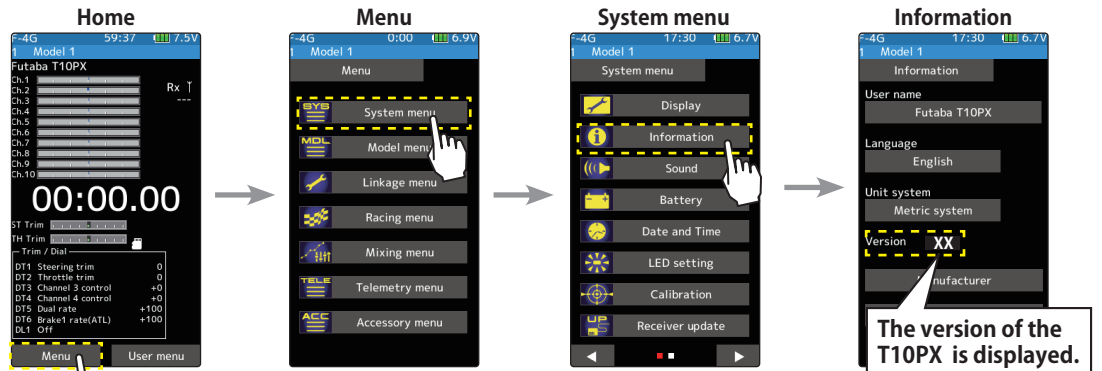 Home
F-4G 59:37 7.5V
1 Model 1
Futaba T10PX
Ch.1
Ch.2
Ch.3
Ch.4
Ch.5
Ch.6
Ch.7
Ch.8
Ch.9
Ch.10
Rx
---
00:00.00
ST Trim 5
TH Trim 5
Trim / Dial
DT1 Steering trim 0
DT2 Throttle trim 0
DT3 Channel 3 control +0
DT4 Channel 4 control +0
DT5 Dual rate +100
DT6 Brake1 rate(ATL) +100
DL1 Off
Menu User menu
Menu
F-4G 0:00 6.9V
1 Model 1
Menu
SYS System menu
MDL Model menu
Linkage menu
Racing menu
Mixing menu
TELE Telemetry menu
ACC Accessory menu
System menu
F-4G 17:30 6.7V
1 Model 1
System menu
Display
i Information
Sound
Battery
Date and Time
LED setting
Calibration
UP Receiver update
Information
F-4G 17:30 6.7V
1 Model 1
Information
User name
Futaba T10PX
Language
English
Unit system
Metric system
Version XX
nufacturer
The version of the
T10PX is displayed.